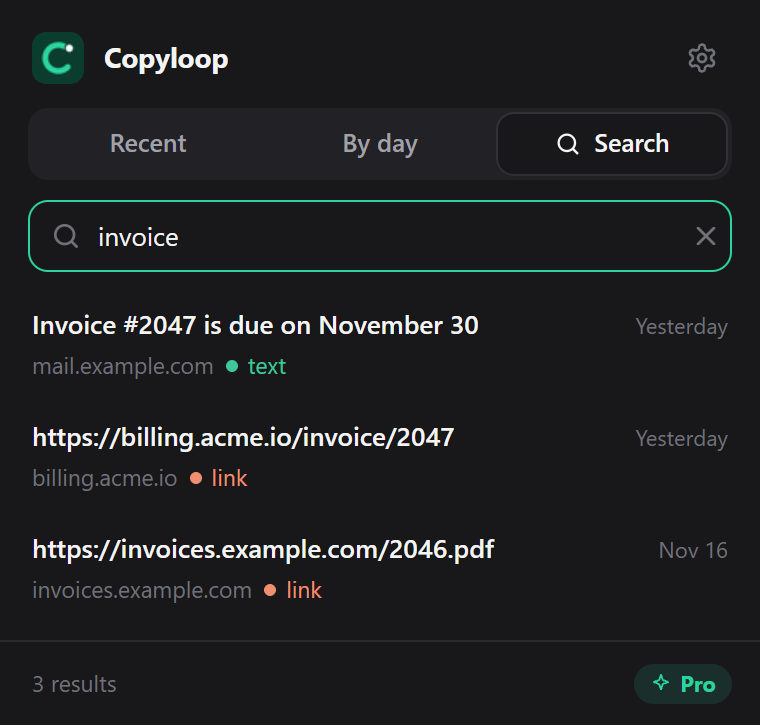 Copyloop
Recent By day Search
invoice
Invoice #2047 is due on November 30 Yesterday
mail.example.com text
https://billing.acme.io/invoice/2047 Yesterday
billing.acme.io link
https://invoices.example.com/2046.pdf Nov 16
invoices.example.com link
3 results Pro